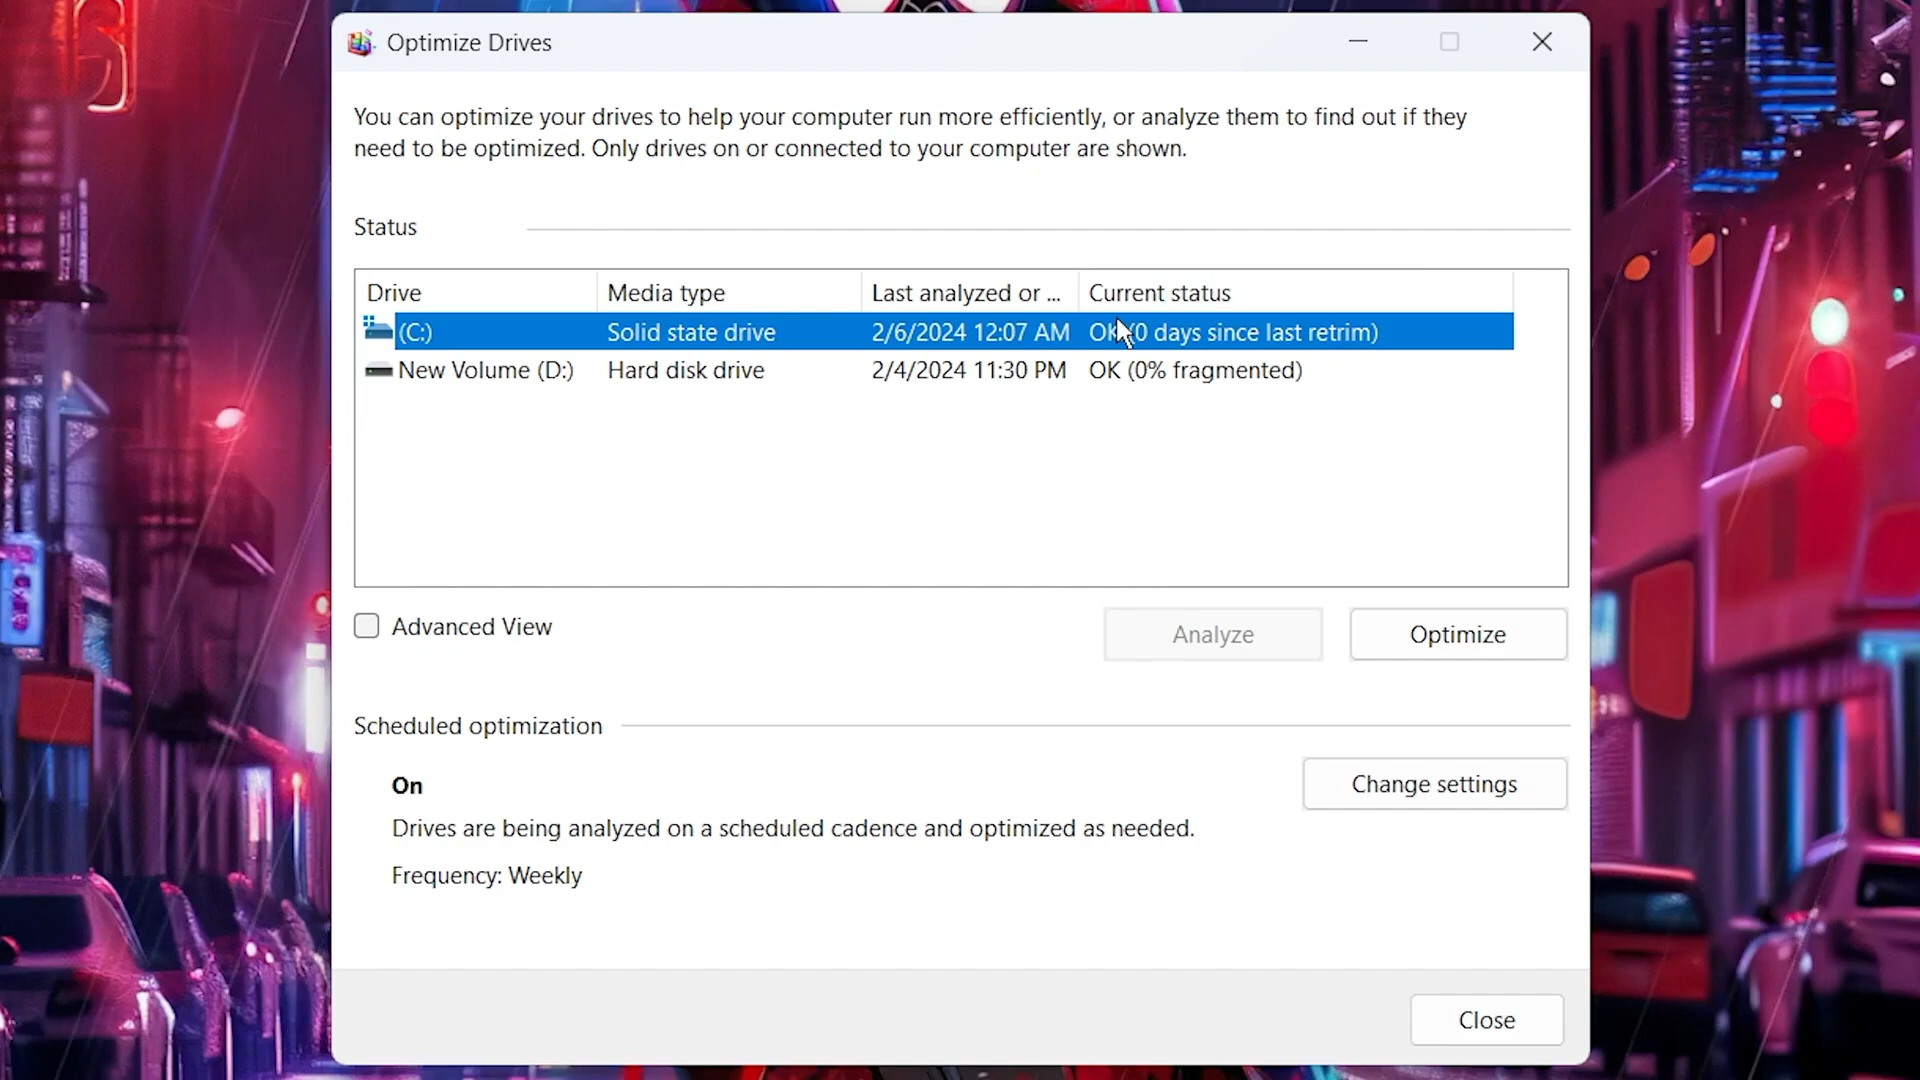 Optimize Drives
You can optimize your drives to help your computer run more efficiently, or analyze them to find out if they
need to be optimized. Only drives on or connected to your computer are shown.
Status
Drive Media type Last analyzed or ... Current status
(C:) Solid state drive 2/6/2024 12:07 AM OK (0 days since last retrim)
New Volume (D:) Hard disk drive 2/4/2024 11:30 PM OK (0% fragmented)
Advanced View
Analyze Optimize
Scheduled optimization
On
Change settings
Drives are being analyzed on a scheduled cadence and optimized as needed.
Frequency: Weekly
Close